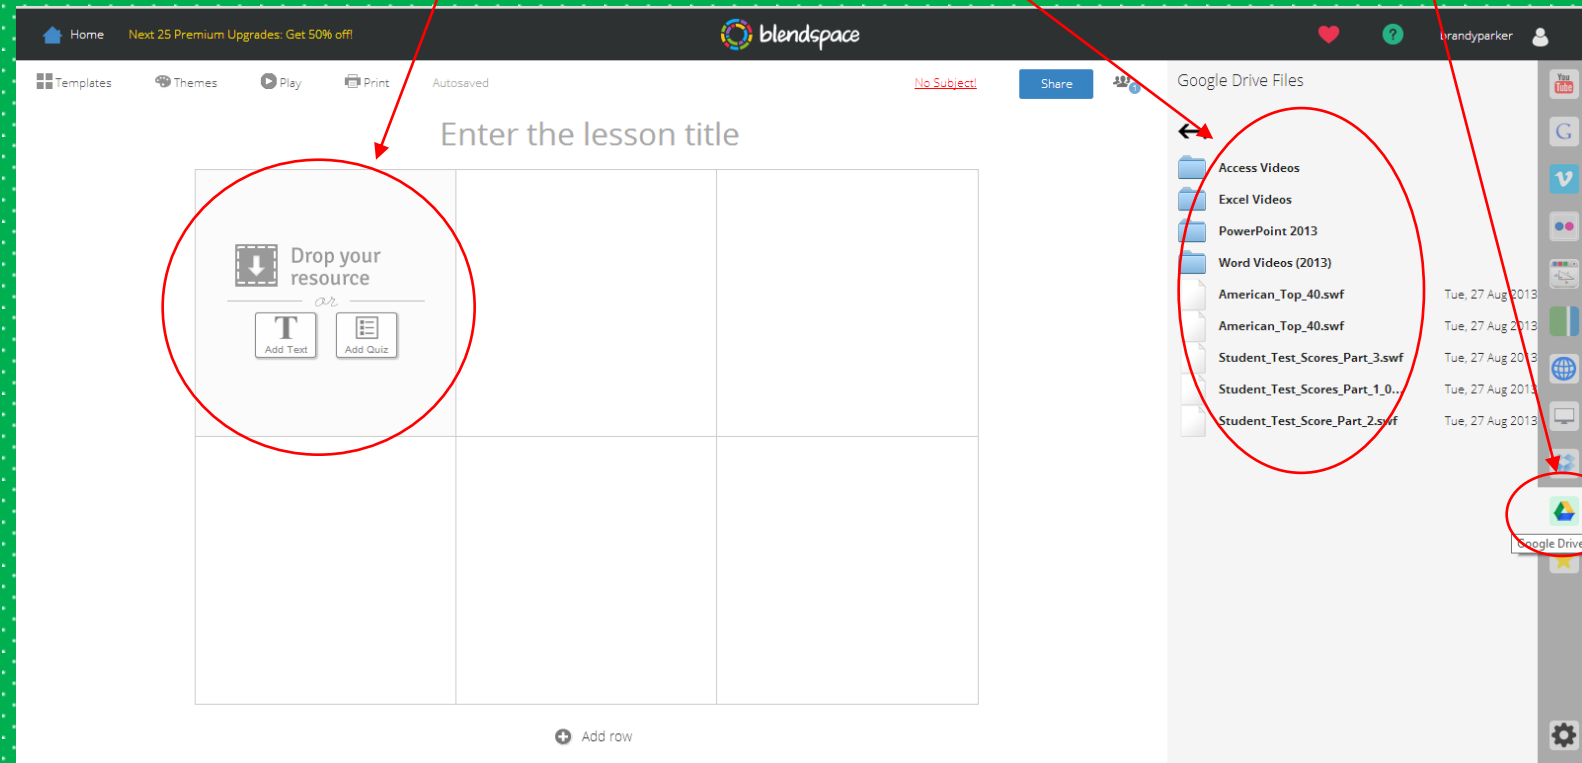 Home Next 25 Premium Upgrades: Get 50% off! blendspace ? brandyparker
Templates Themes Play Print Autosaved No Subject! Share 1
Google Drive Files
Enter the lesson title
Drop your
resource
or
T
Add Text Add Quiz
Add row
Access Videos
Excel Videos
PowerPoint 2013
Word Videos (2013)
American_Top_40.swf Tue, 27 Aug 2013
American_Top_40.swf Tue, 27 Aug 2013
Student_Test_Scores_Part_3.swf Tue, 27 Aug 2013
Student_Test_Scores_Part_1_0... Tue, 27 Aug 2013
Student_Test_Score_Part_2.swf Tue, 27 Aug 2013
You
Tube
G
v
Google Drive